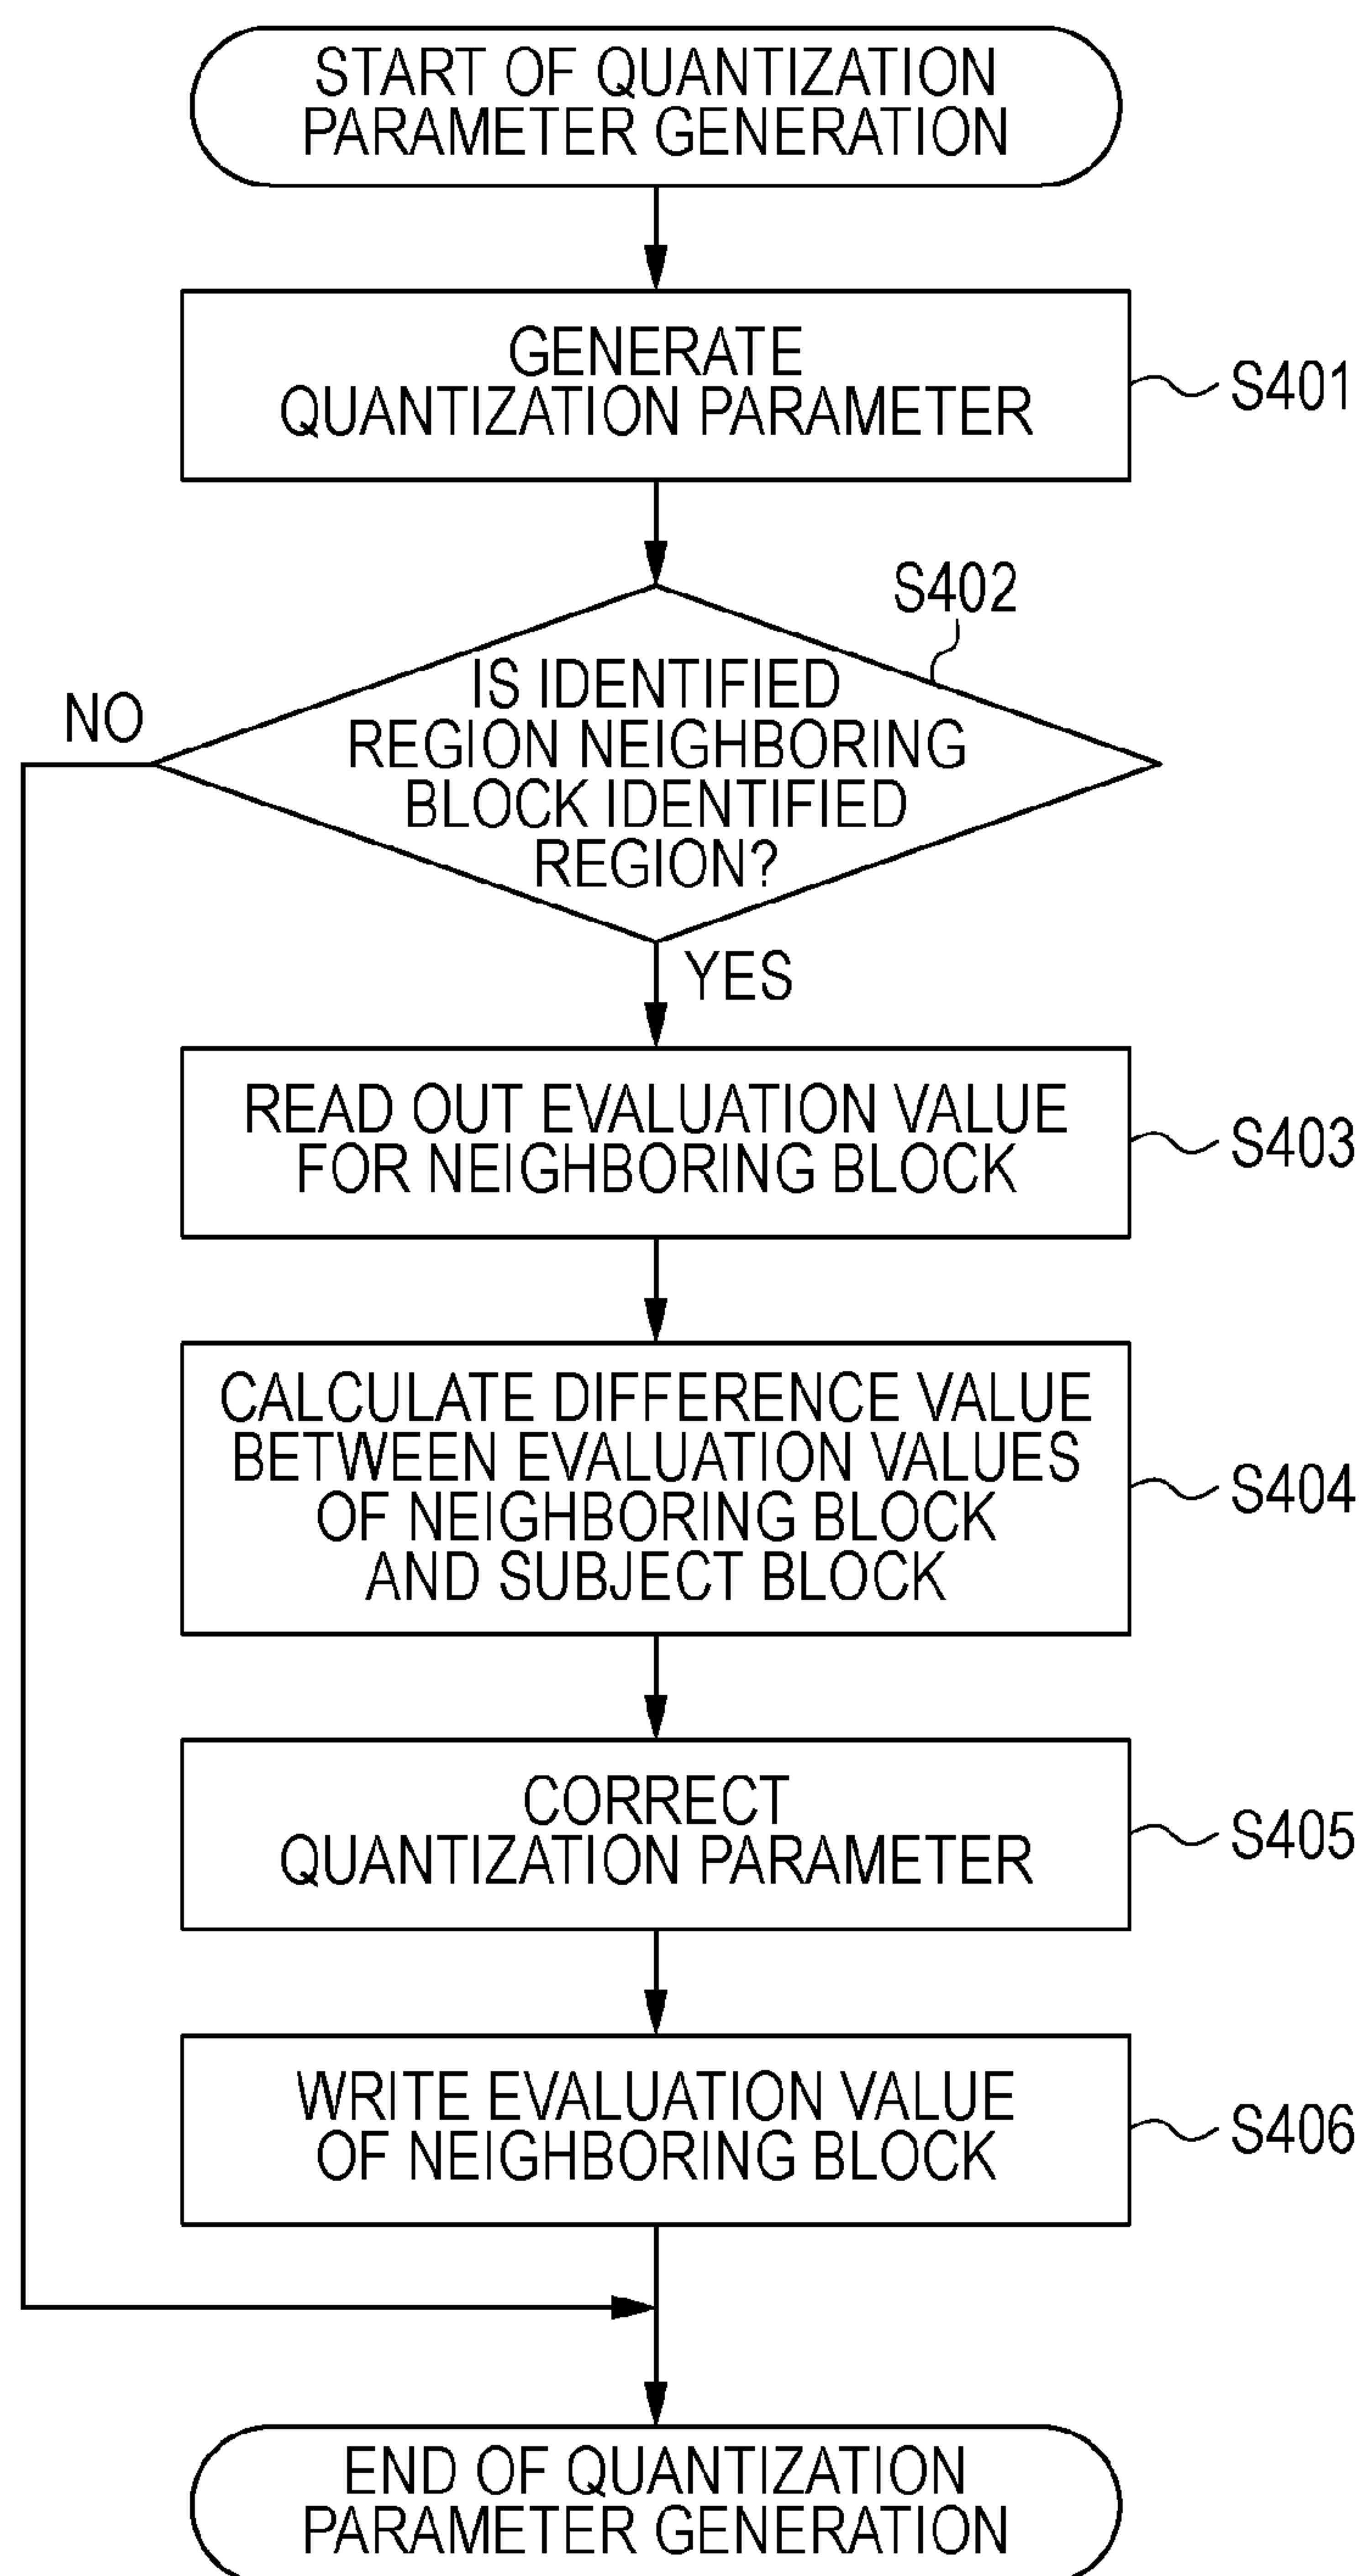 START OF QUANTIZATION
PARAMETER GENERATION
GENERATE
QUANTIZATION PARAMETER
S401
S402
IS IDENTIFIED
REGION NEIGHBORING
BLOCK IDENTIFIED
REGION?
NO
YES
READ OUT EVALUATION VALUE
FOR NEIGHBORING BLOCK
S403
CALCULATE DIFFERENCE VALUE
BETWEEN EVALUATION VALUES
OF NEIGHBORING BLOCK
AND SUBJECT BLOCK
S404
CORRECT
QUANTIZATION PARAMETER
S405
WRITE EVALUATION VALUE
OF NEIGHBORING BLOCK
S406
END OF QUANTIZATION
PARAMETER GENERATION